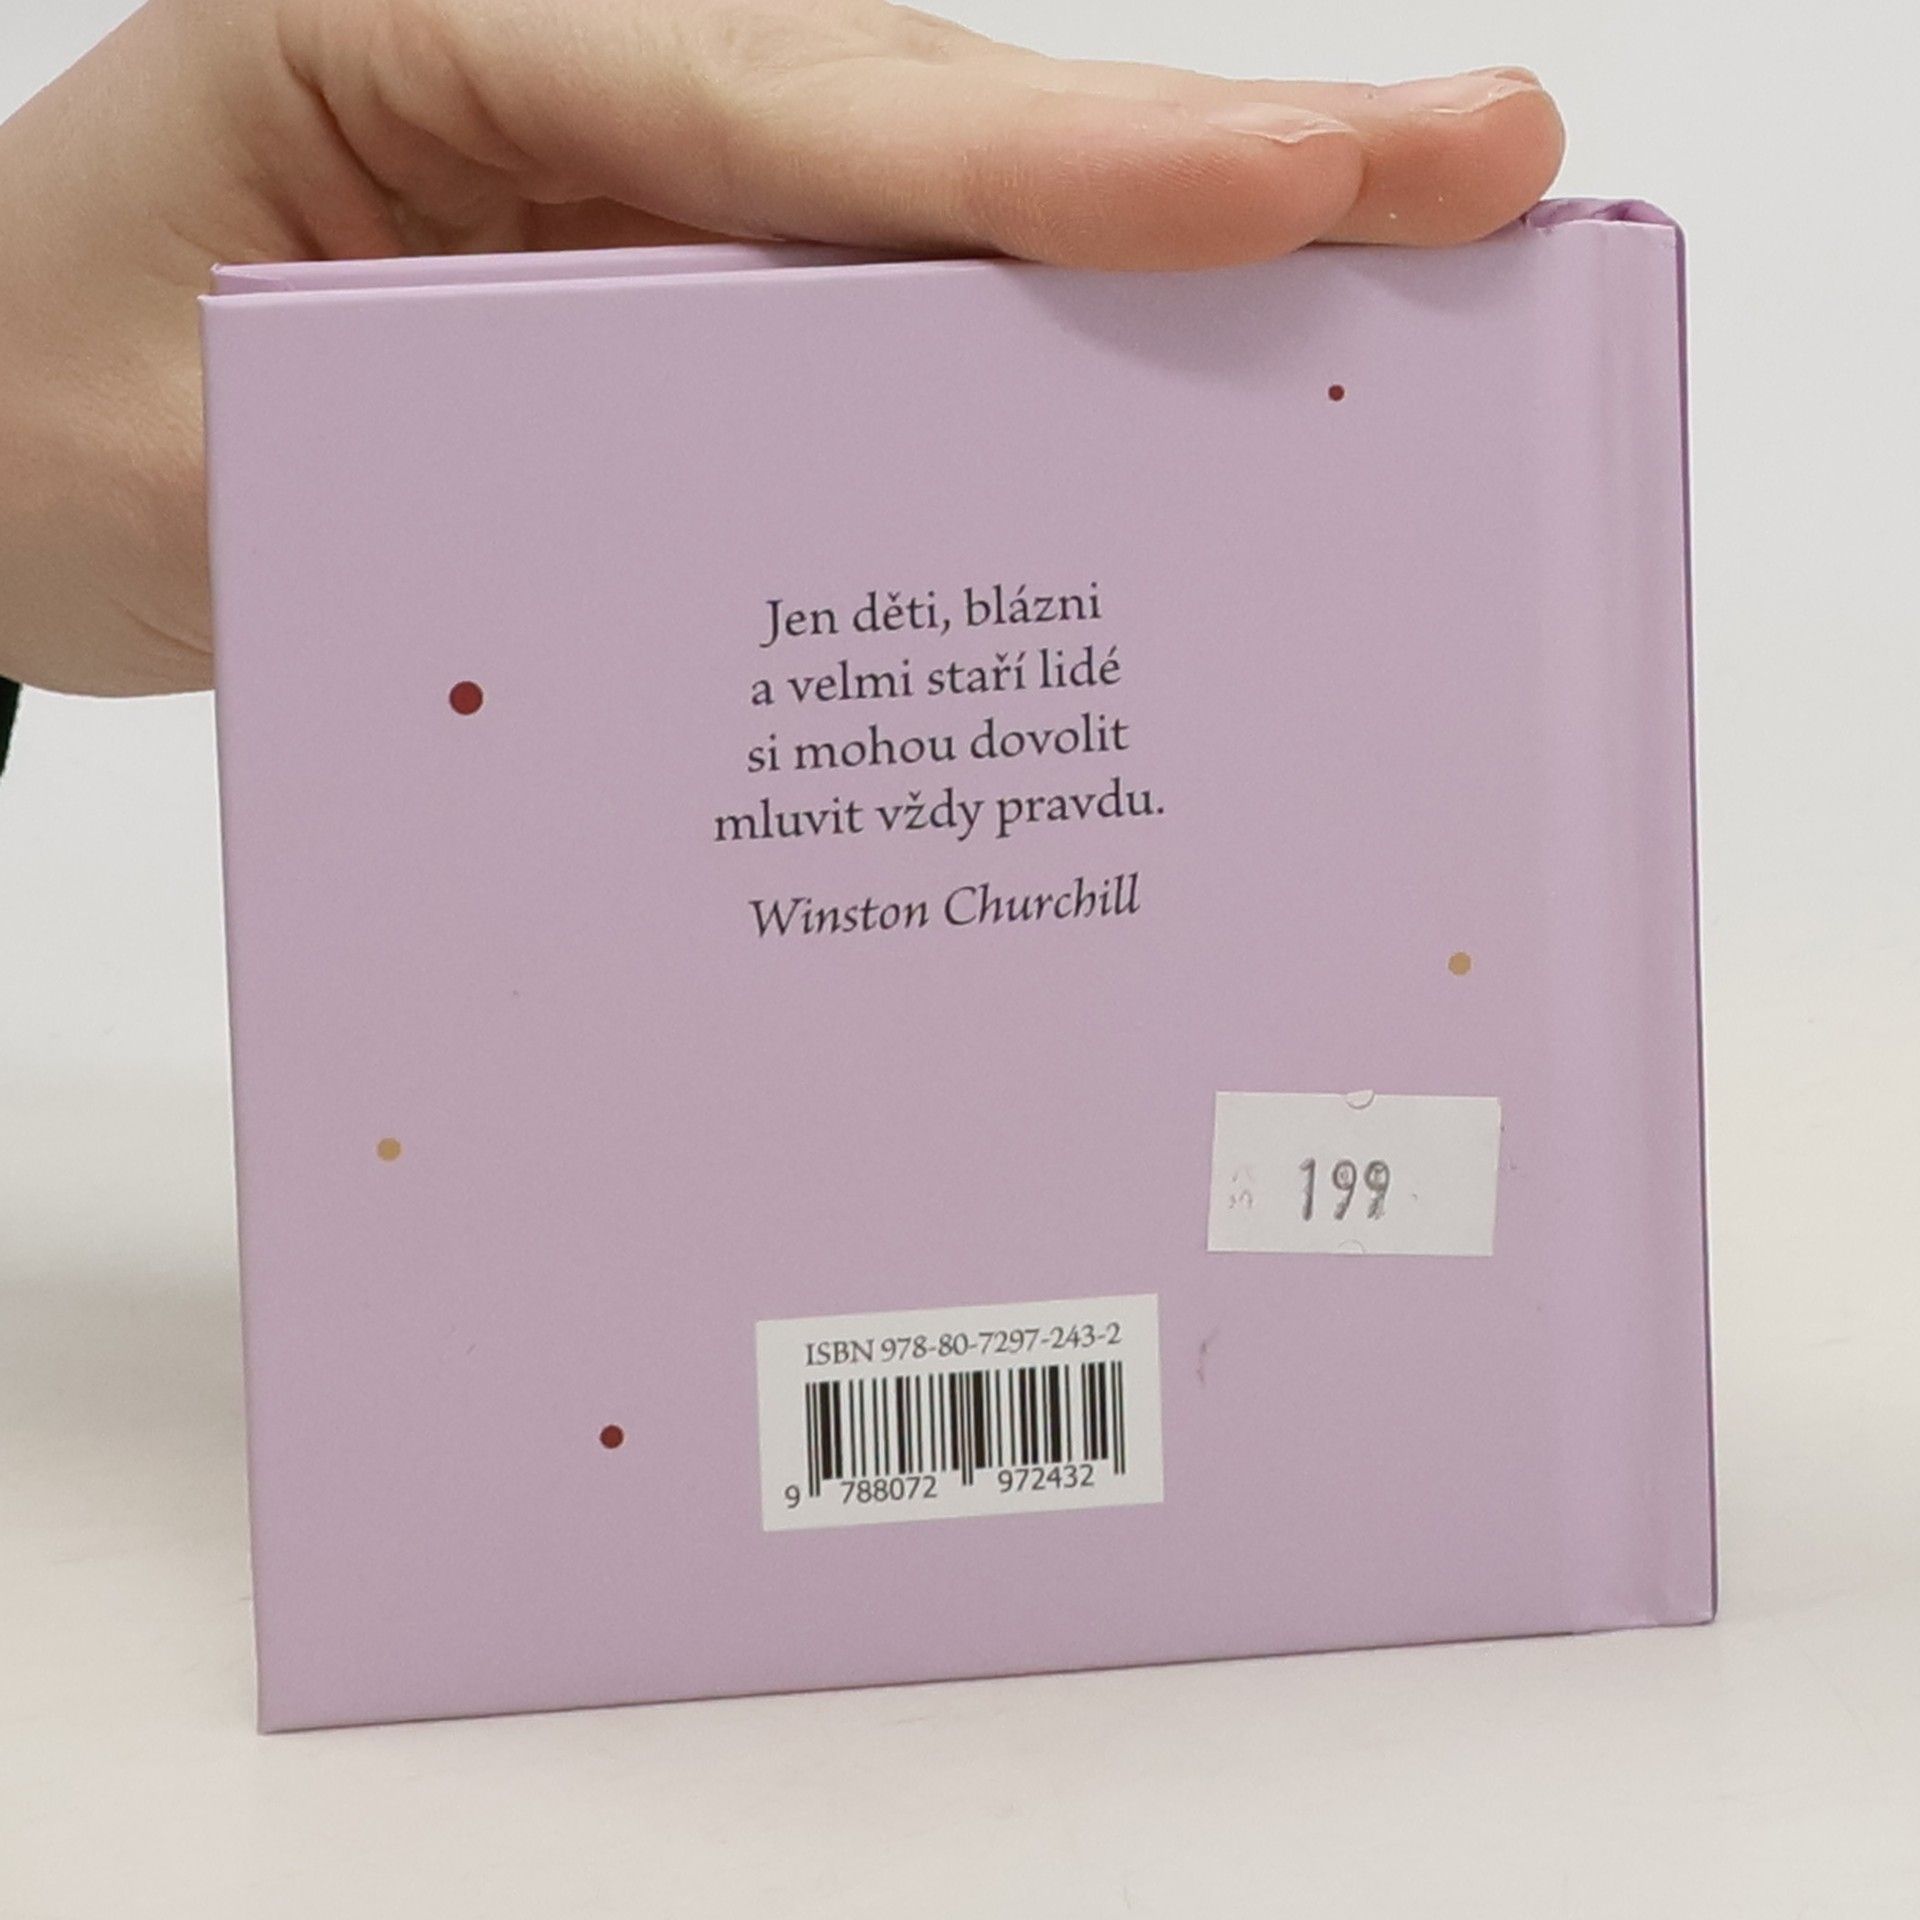 Jen děti, blázni
a velmi staří lidé
si mohou dovolit
mluvit vždy pravdu.
Winston Churchill
199
ISBN 978-80-7297-243-2
9 788072 972432